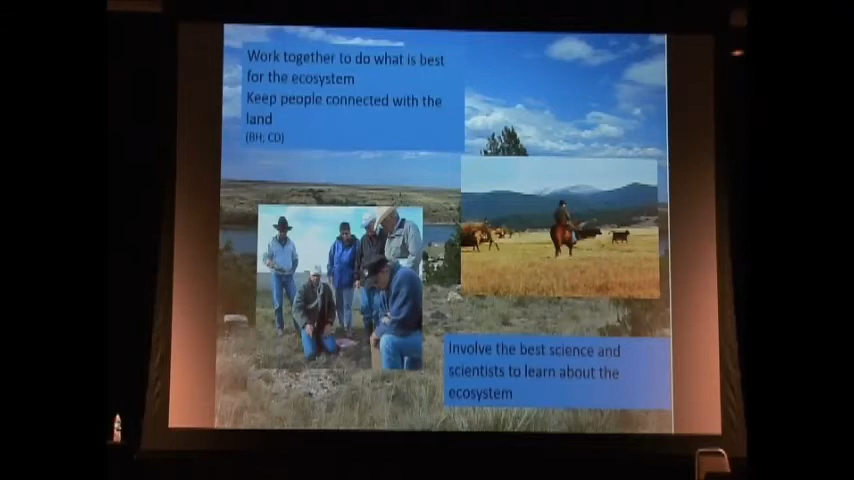 Work together to do what is best
for the ecosystem
Keep people connected with the
land
(BH; CD)
Involve the best science and
scientists to learn about the
ecosystem